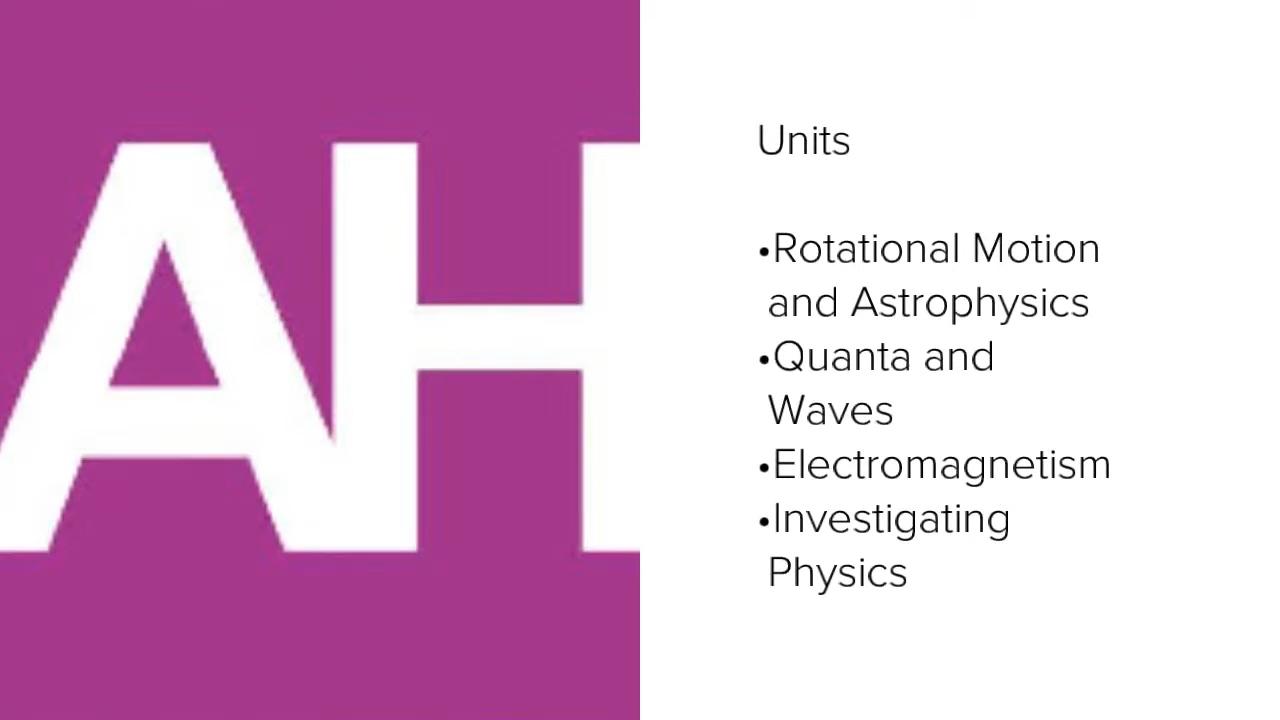 AH
Units
•Rotational Motion
and Astrophysics
•Quanta and
Waves
•Electromagnetism
•Investigating
Physics